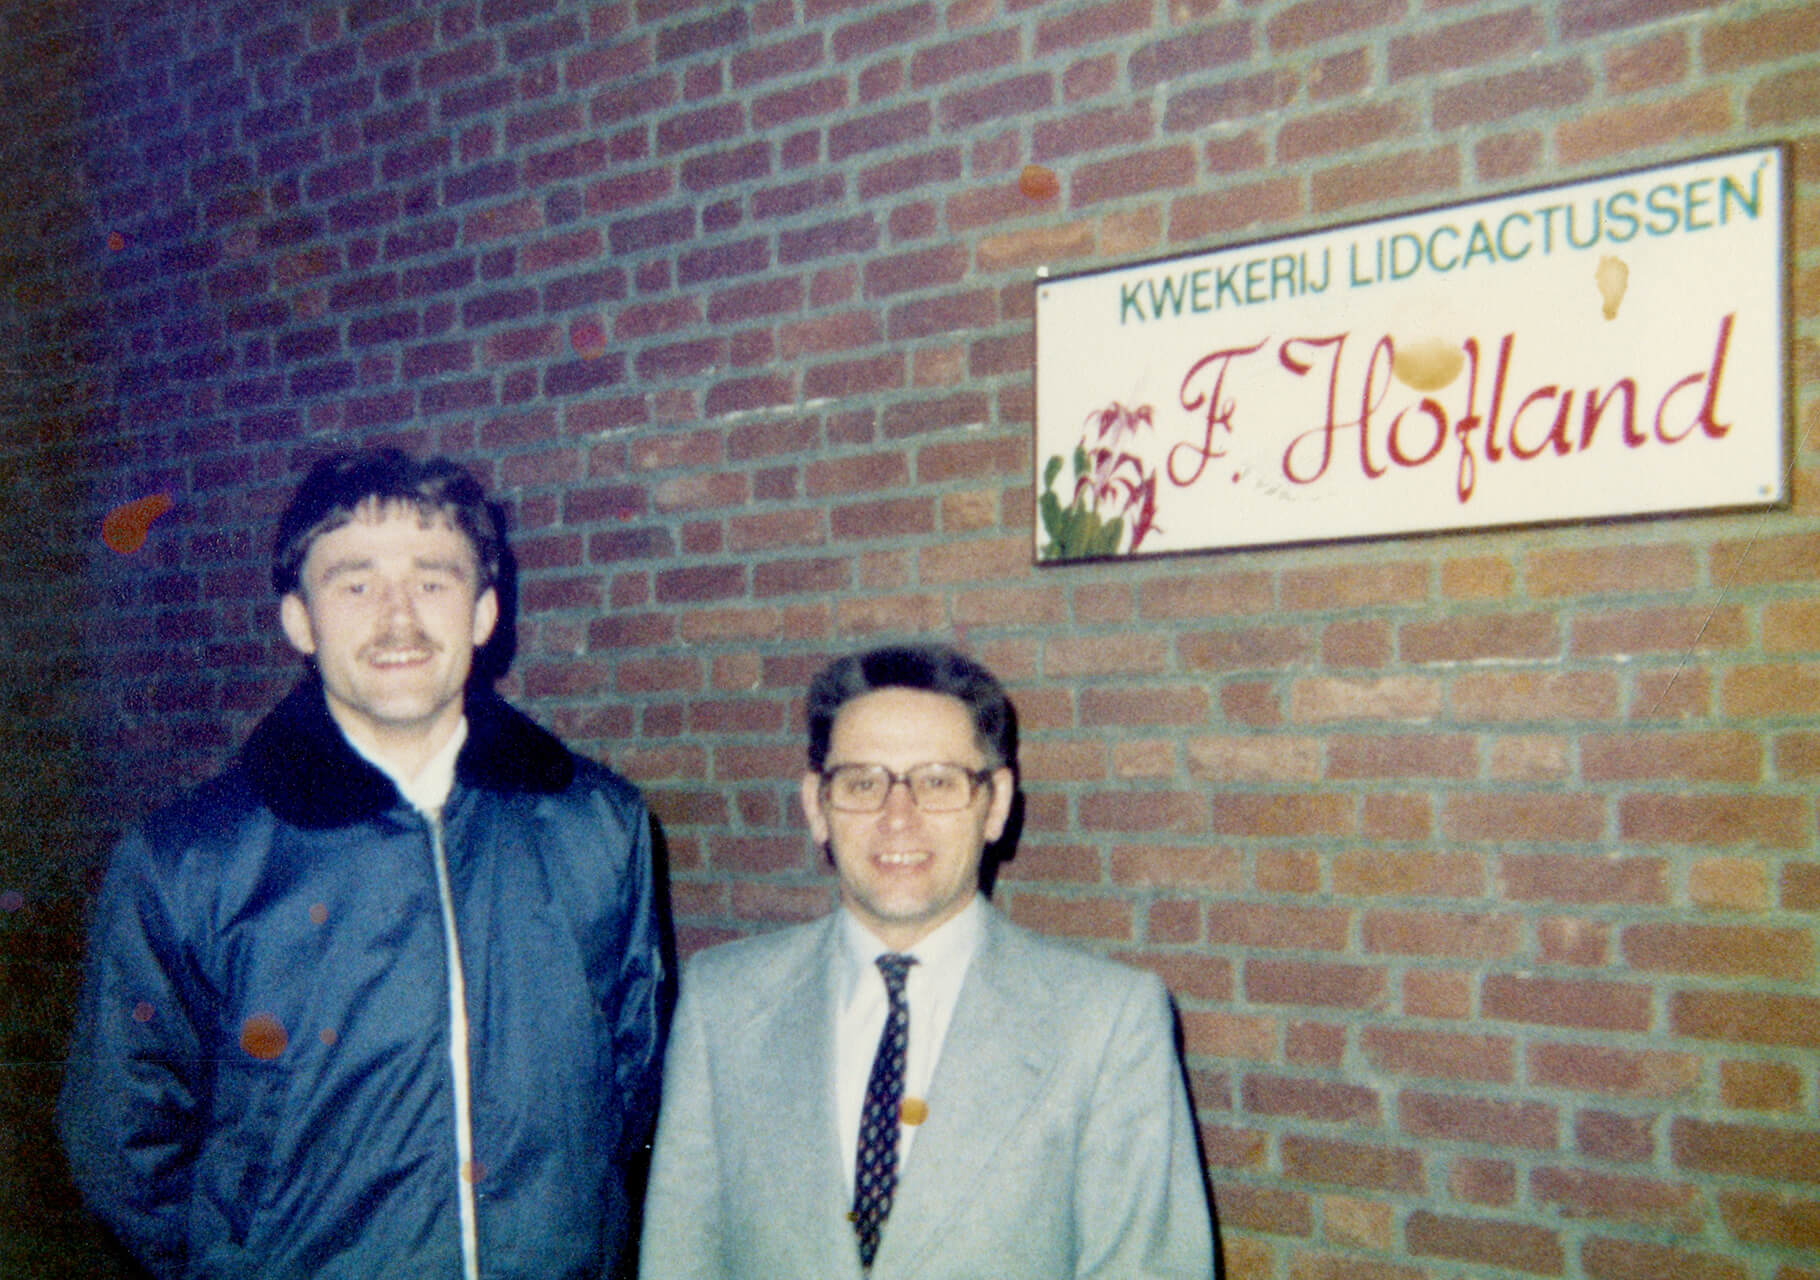 KWEKERIJ LIDCACTUSSEN
F. Hofland